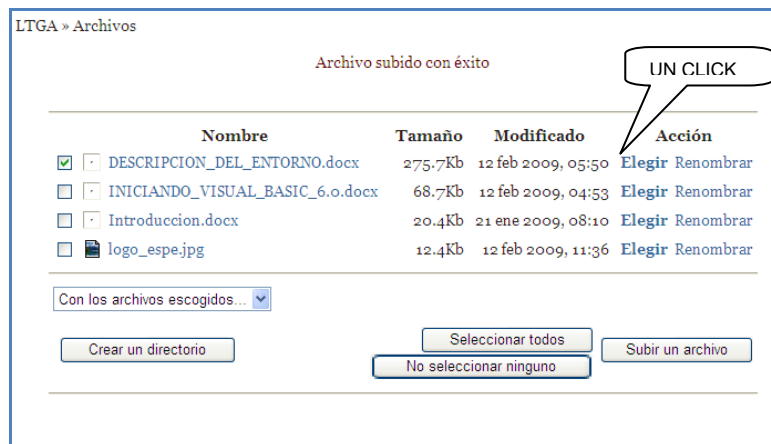 LTGA » Archivos
Archivo subido con éxito
UN CLICK
Nombre Tamaño Modificado Acción
DESCRIPCION_DEL_ENTORNO.docx 275.7Kb 12 feb 2009, 05:50 Elegir Renombrar
INICIANDO_VISUAL_BASIC_6.0.docx 68.7Kb 12 feb 2009, 04:53 Elegir Renombrar
Introduccion.docx 20.4Kb 21 ene 2009, 08:10 Elegir Renombrar
logo_espe.jpg 12.4Kb 12 feb 2009, 11:36 Elegir Renombrar
Con los archivos escogidos...
Seleccionar todos
Crear un directorio Subir un archivo
No seleccionar ninguno